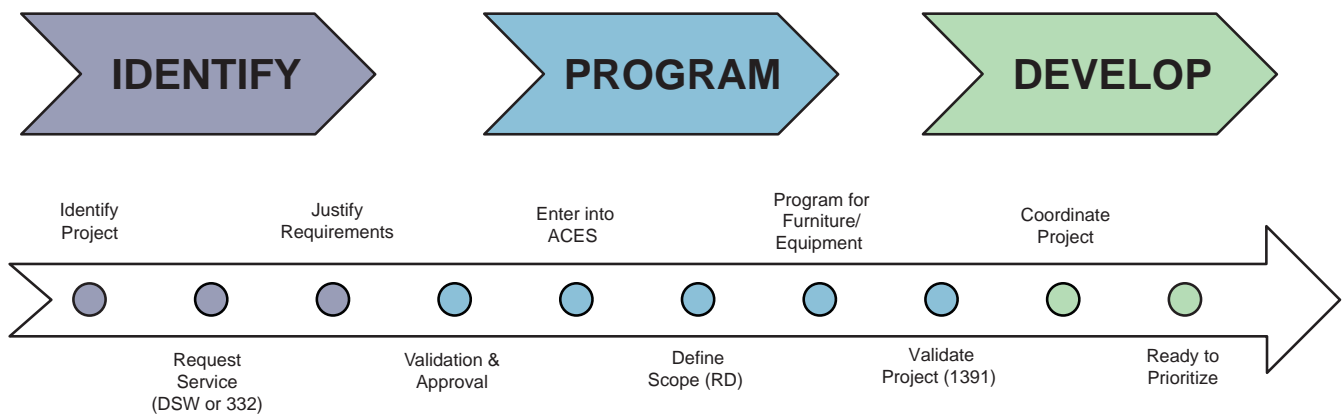 IDENTIFY
PROGRAM
DEVELOP
Identify
Project
Request
Service
(DSW or 332)
Justify
Requirements
Validation &
Approval
Enter into
ACES
Define
Scope (RD)
Program for
Furniture/
Equipment
Validate
Project (1391)
Coordinate
Project
Ready to
Prioritize